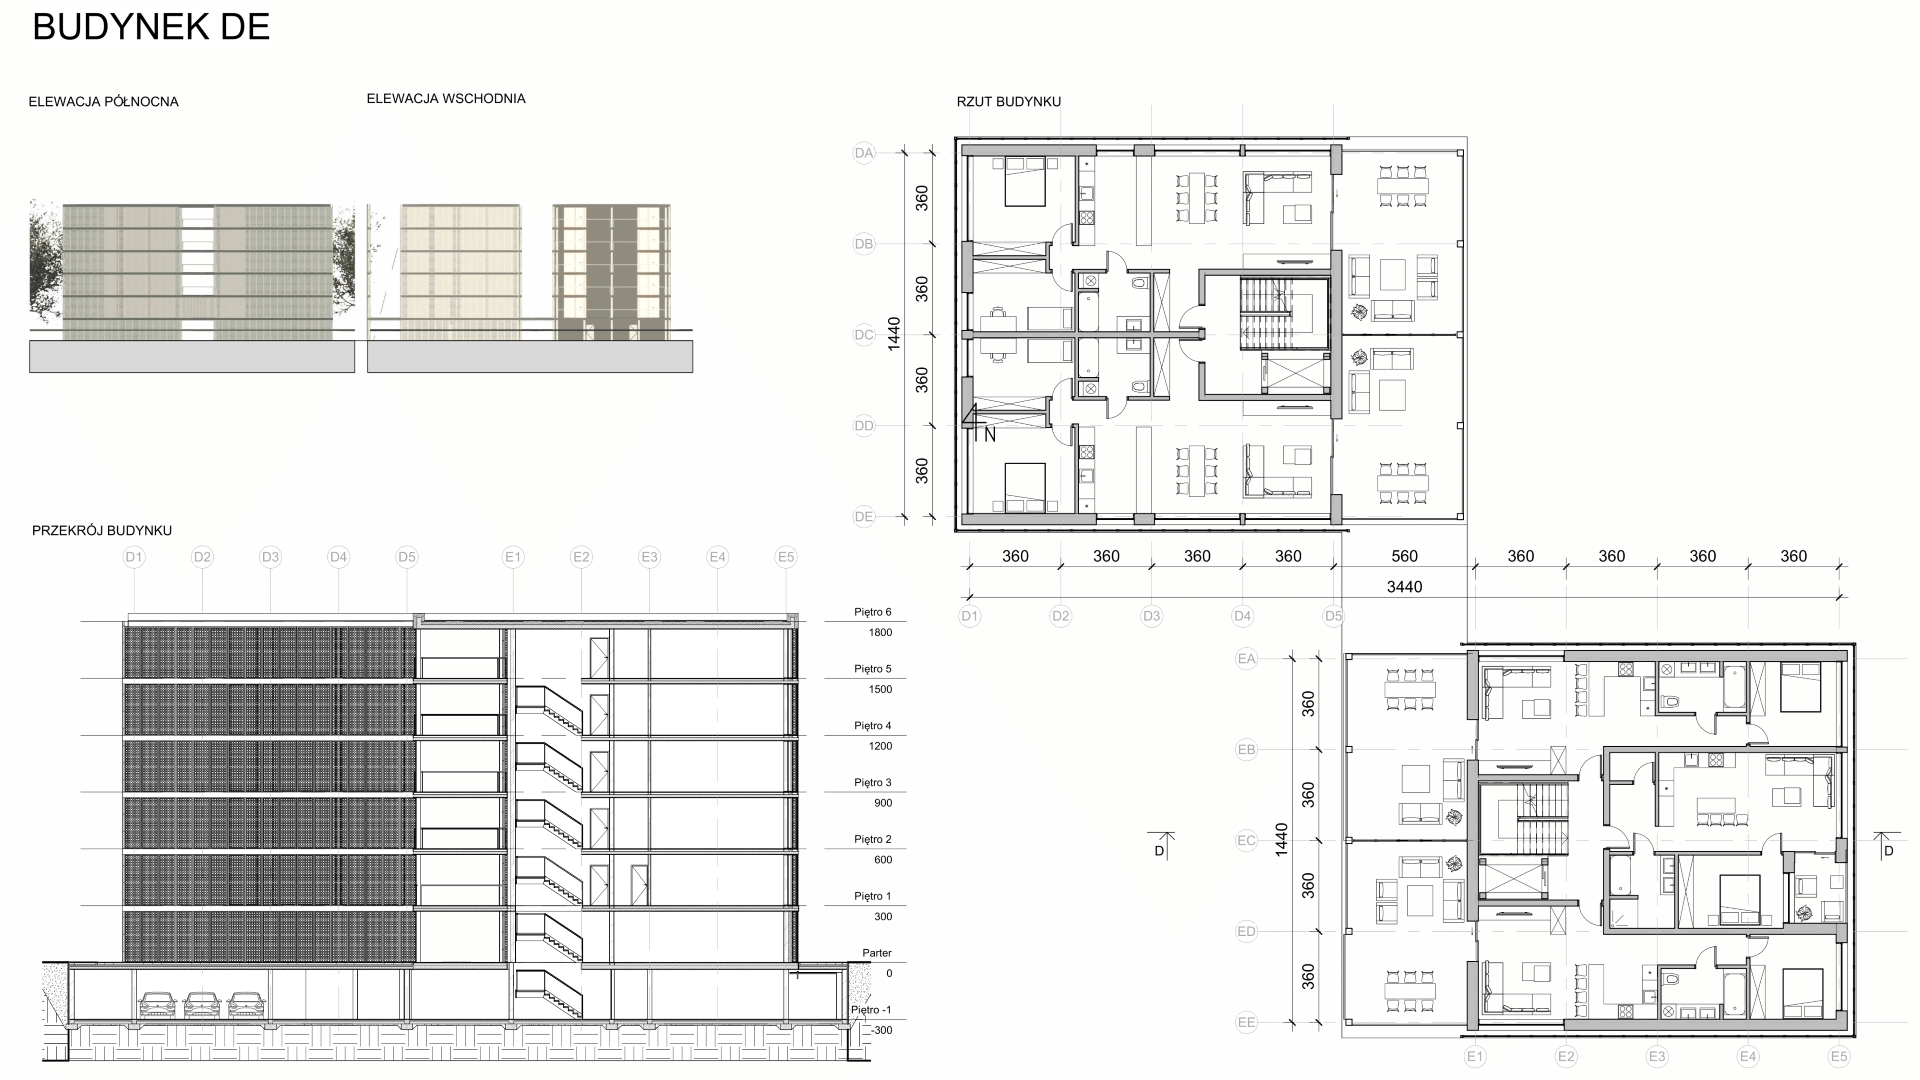 BUDYNEK DE
ELEWACJA PÓŁNOCNA
ELEWACJA WSCHODNIA
PRZEKRÓJ BUDYNKU
D1 D2 D3 D4 D5 E1 E2 E3 E4 E5
Piętro 6
1800
Piętro 5
1500
Piętro 4
1200
Piętro 3
900
Piętro 2
600
Piętro 1
300
Parter
0
Piętro -1
-300
RZUT BUDYNKU
DA
360
DB
360
DC
1440
360
DD
N
360
DE
360 360 360 360 560 360 360 360 360
3440
D1 D2 D3 D4 D5
EA
360
EB
360
EC
1440
D D
360
ED
360
EE
E1 E2 E3 E4 E5